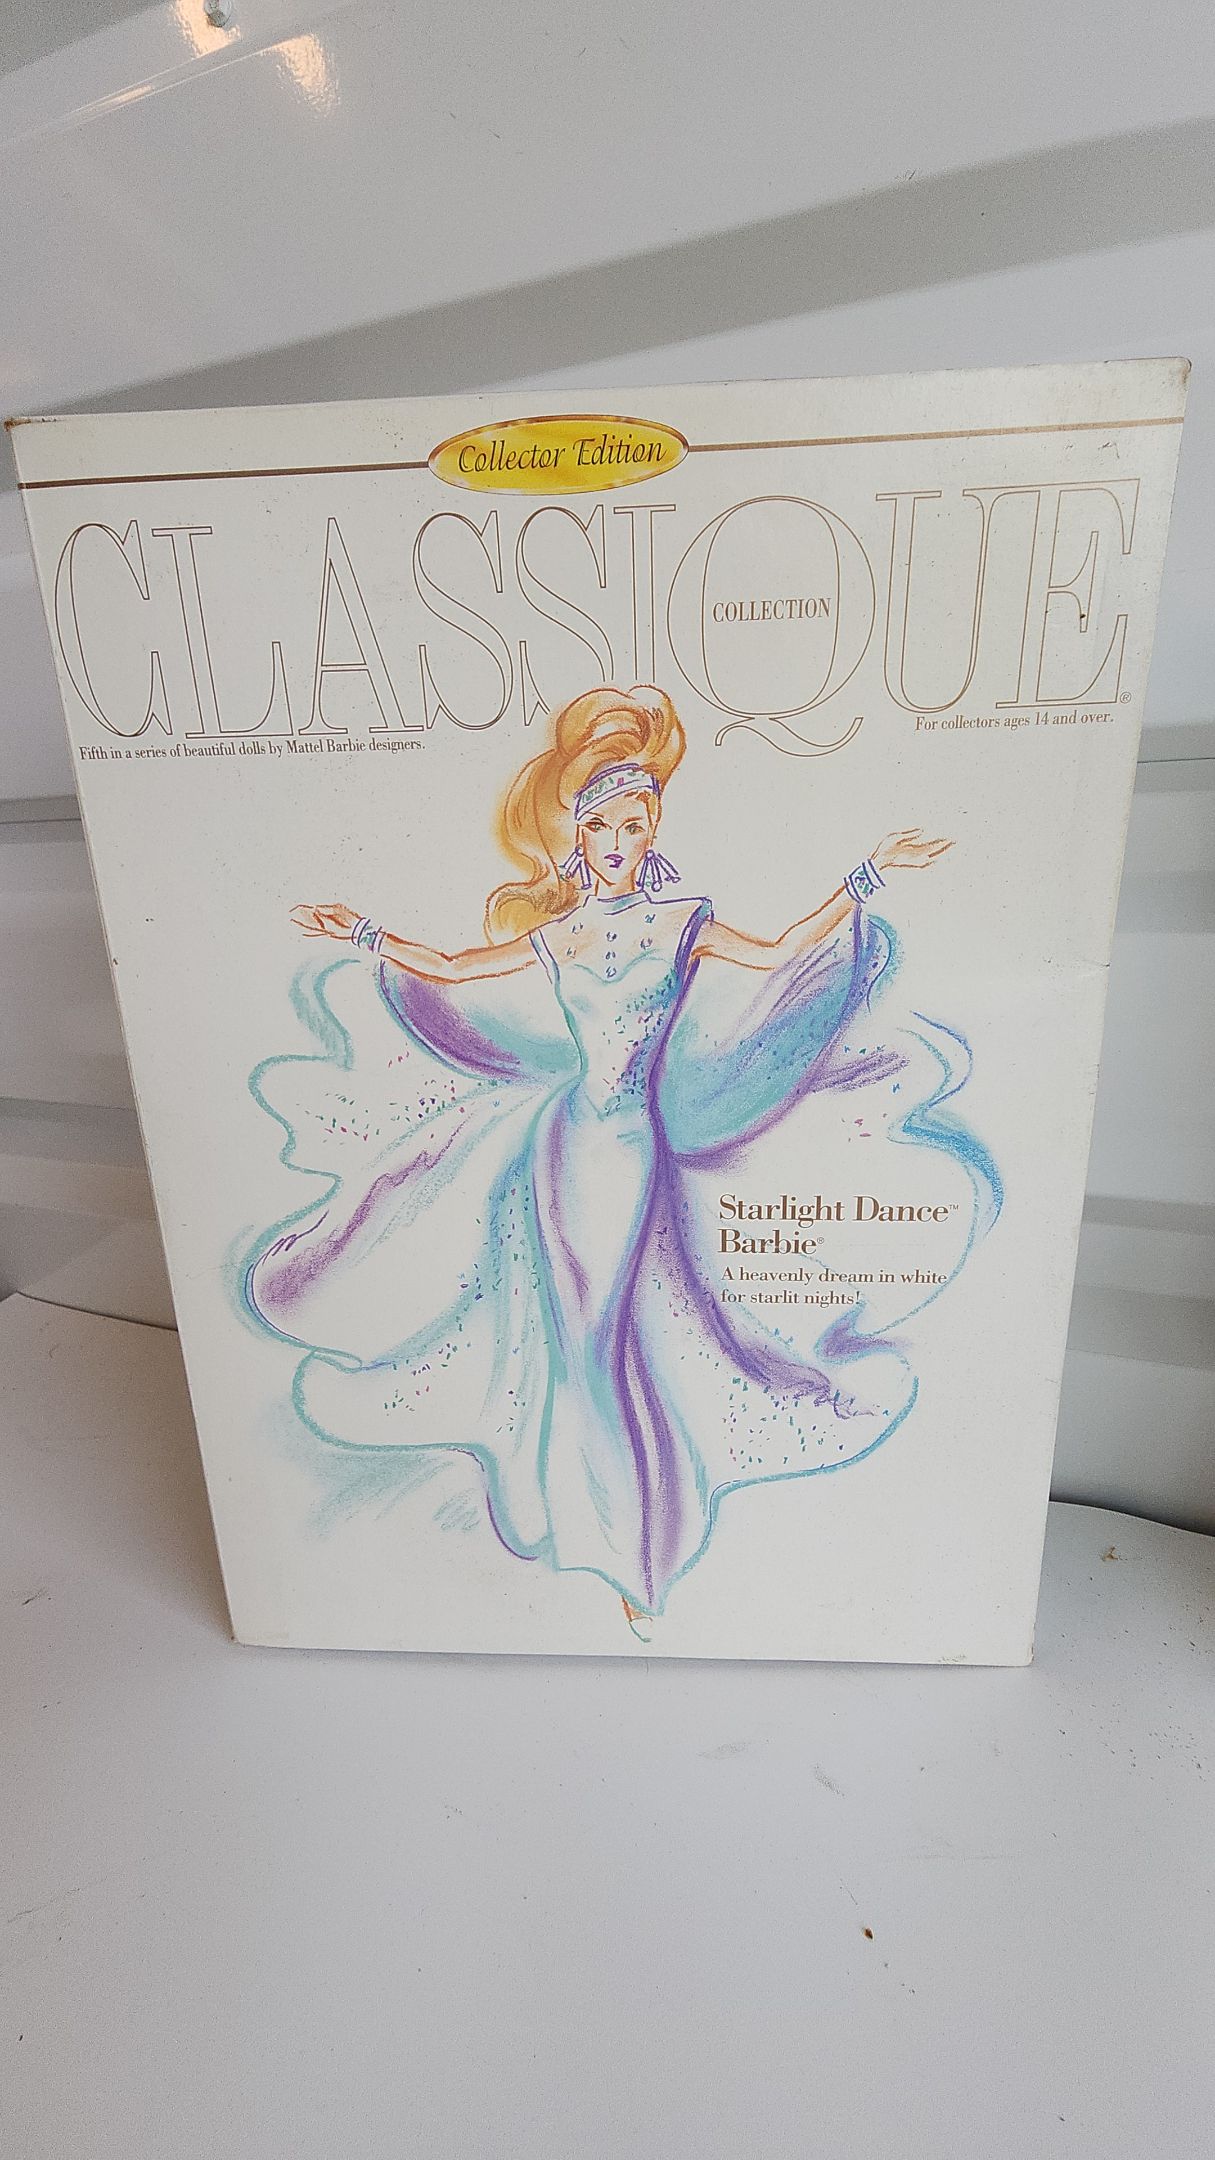 Collector Edition
CLASSIQUE
COLLECTION
®
Fifth in a series of beautiful dolls by Mattel Barbie designers.
For collectors ages 14 and over.
Starlight Dance™
Barbie®
A heavenly dream in white
for starlit nights!